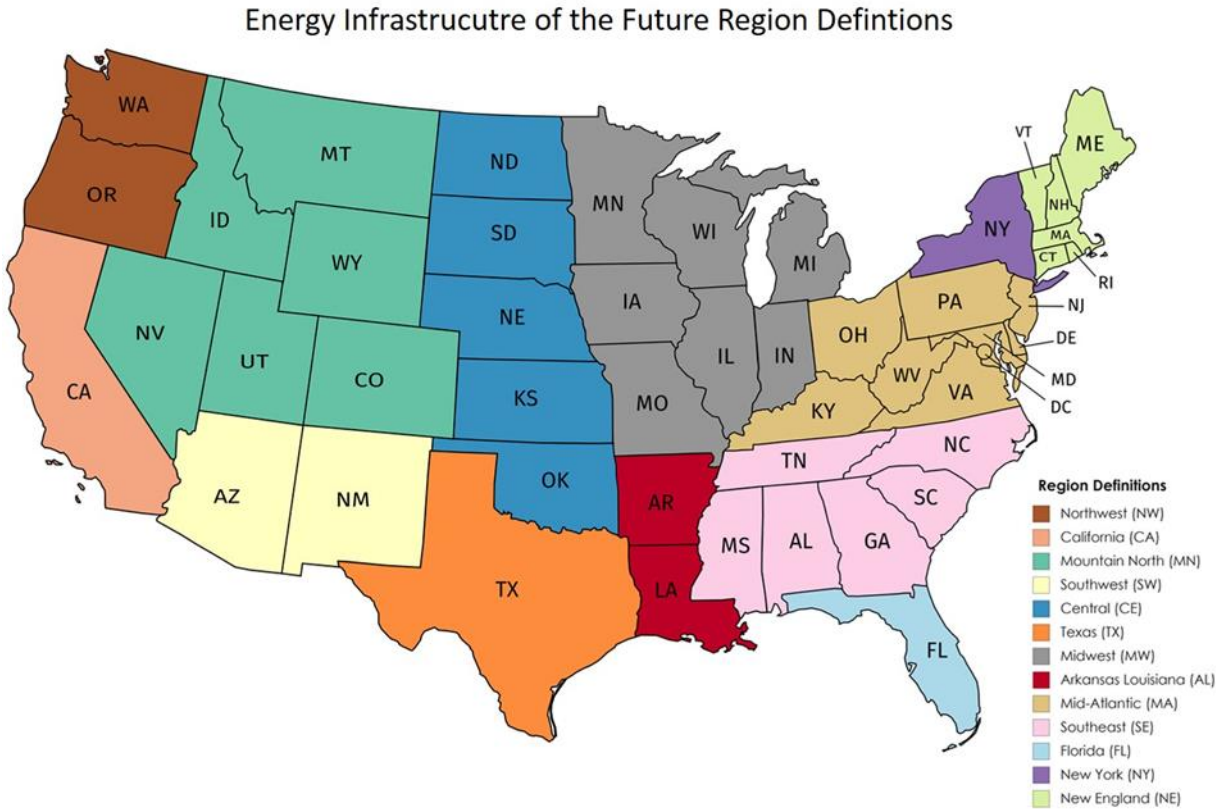 Energy Infrastrucutre of the Future Region Defintions
WA
OR
CA
ID
MT
WY
NV
UT
CO
AZ
NM
ND
SD
NE
KS
OK
TX
MN
WI
MI
IA
IL
IN
MO
AR
LA
OH
PA
WV
VA
KY
NJ
DE
MD
DC
TN
NC
SC
MS
AL
GA
FL
NY
VT
ME
NH
MA
CT
RI
Region Definitions
Northwest (NW)
California (CA)
Mountain North (MN)
Southwest (SW)
Central (CE)
Texas (TX)
Midwest (MW)
Arkansas Louisiana (AL)
Mid-Atlantic (MA)
Southeast (SE)
Florida (FL)
New York (NY)
New England (NE)